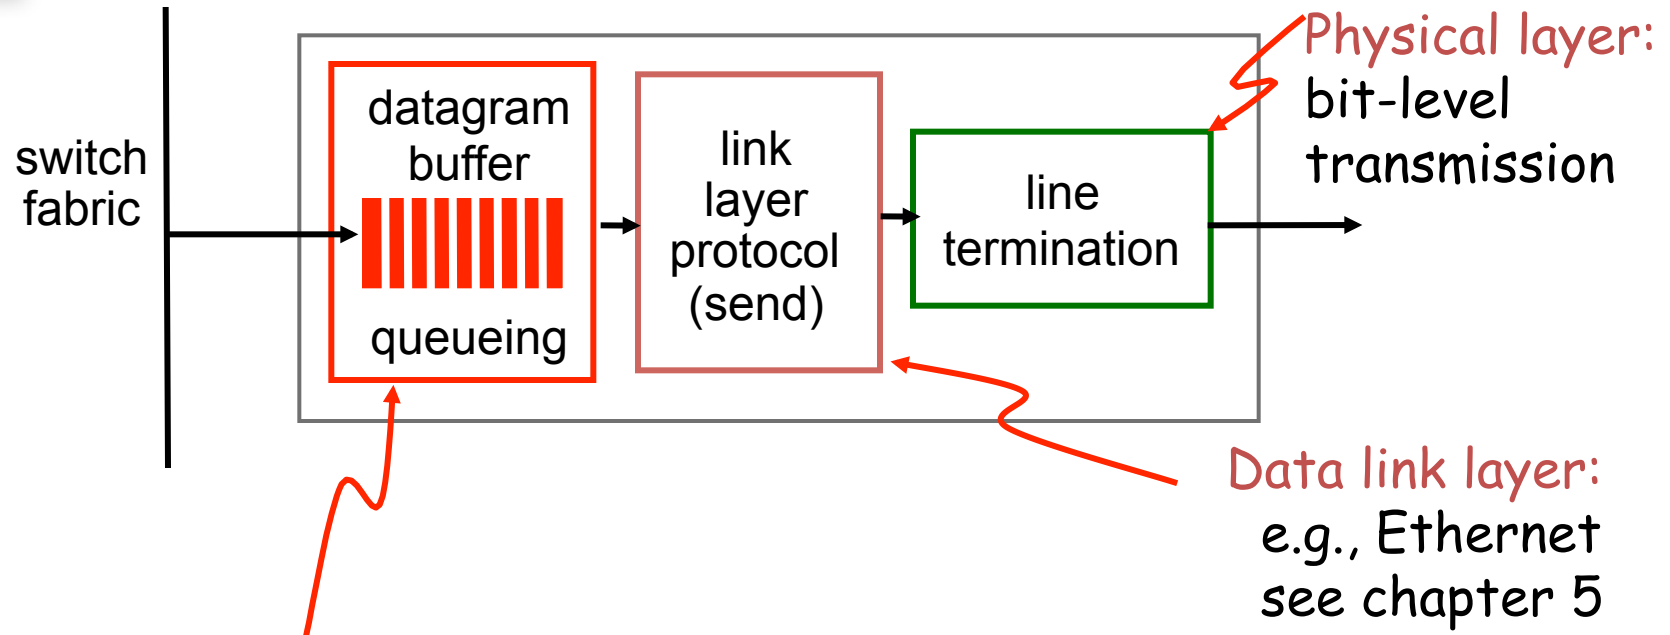 switch
fabric
datagram
buffer
queueing
link
layer
protocol
(send)
line
termination
Physical layer:
bit-level
transmission
Data link layer:
e.g., Ethernet
see chapter 5